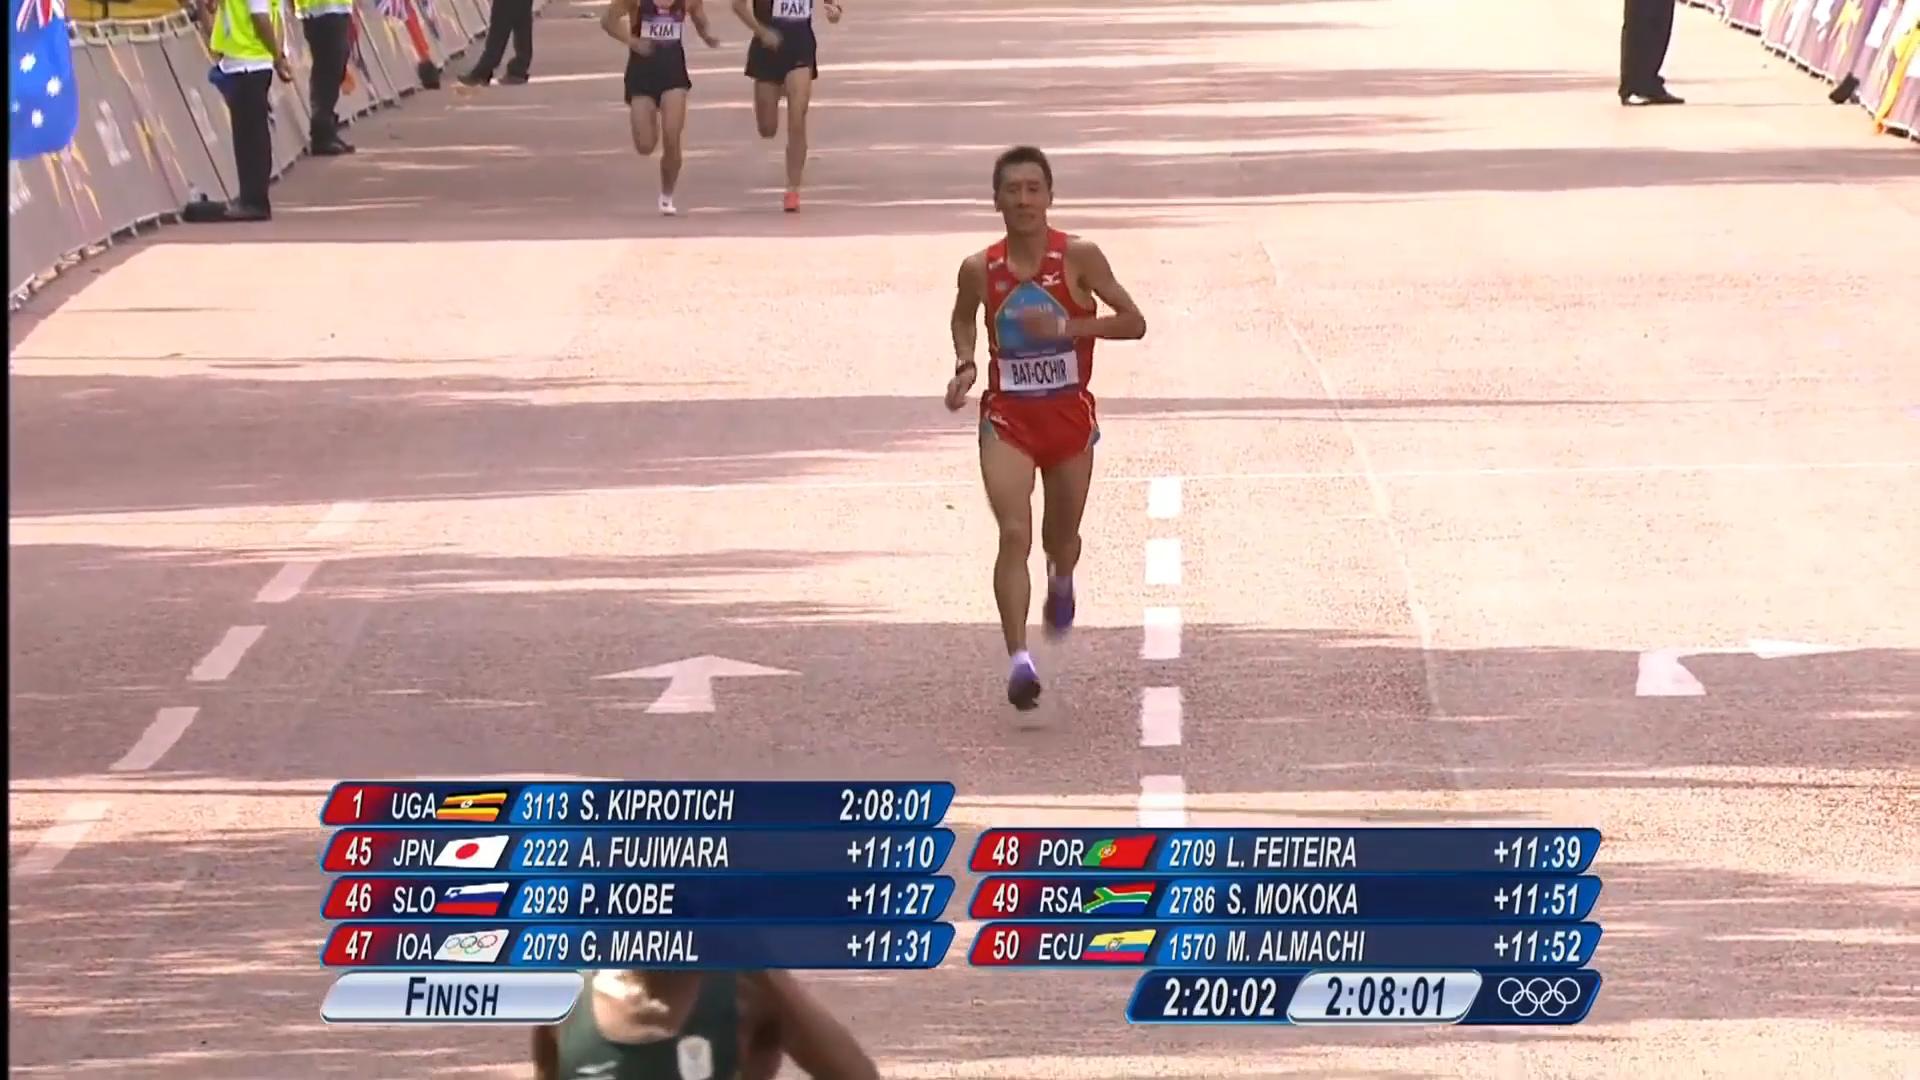 KIM
PAK
BAT-OCHIR
1 UGA 3113 S. KIPROTICH 2:08:01
45 JPN 2222 A. FUJIWARA +11:10
46 SLO 2929 P. KOBE +11:27
47 IOA 2079 G. MARIAL +11:31
48 POR 2709 L. FEITEIRA +11:39
49 RSA 2786 S. MOKOKA +11:51
50 ECU 1570 M. ALMACHI +11:52
FINISH
2:20:02 2:08:01